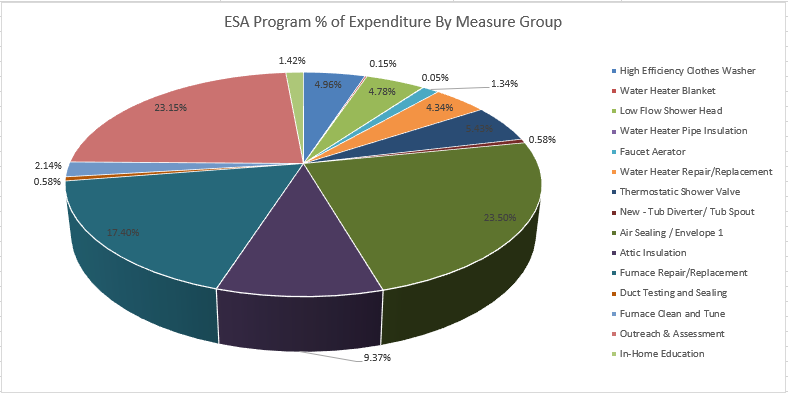 ESA Program % of Expenditure By Measure Group
1.42%
4.96%
0.15%
4.78%
0.05%
1.34%
4.34%
0.58%
23.15%
2.14%
0.58%
17.40%
23.50%
9.37%
High Efficiency Clothes Washer
Water Heater Blanket
Low Flow Shower Head
Water Heater Pipe Insulation
Faucet Aerator
Water Heater Repair/Replacement
Thermostatic Shower Valve
New - Tub Diverter/ Tub Spout
Air Sealing / Envelope 1
Attic Insulation
Furnace Repair/Replacement
Duct Testing and Sealing
Furnace Clean and Tune
Outreach & Assessment
In-Home Education